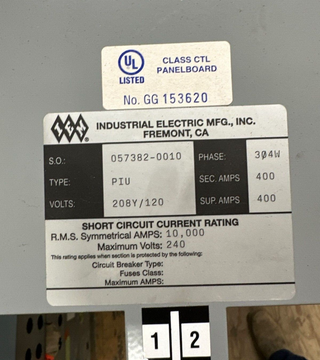 UL
LISTED
CLASS CTL
PANELBOARD
No. GG 153620
INDUSTRIAL ELECTRIC MFG., INC.
FREMONT, CA
S.O.: 057382-0010 PHASE: 3Ø4W
TYPE: PIU SEC. AMPS 400
VOLTS: 208Y/120 SUP. AMPS 400
SHORT CIRCUIT CURRENT RATING
R.M.S. Symmetrical AMPS: 10,000
Maximum Volts: 240
This rating applies when section is protected by the following:
Circuit Breaker Type:
Fuses Class:
Maximum AMPS:
1 2